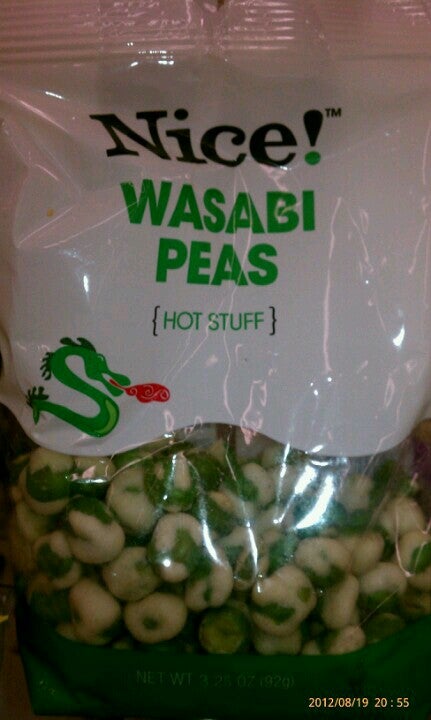 Nice!™
WASABI
PEAS
{HOT STUFF}
NET WT 3.25 OZ (92g)
2012/08/19 20:55